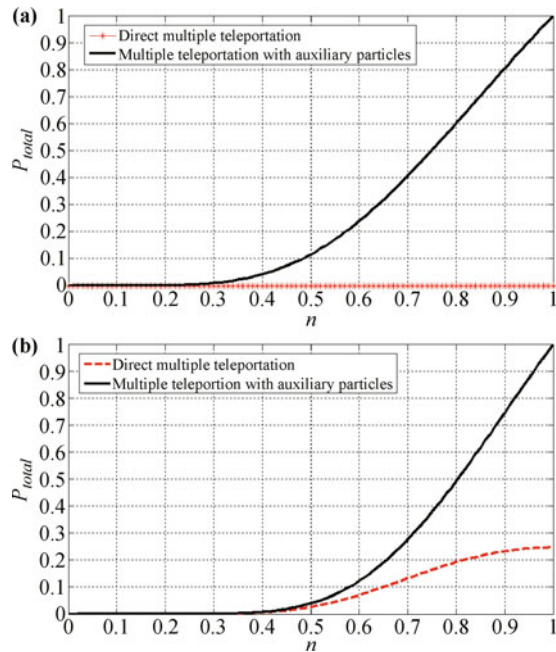 (a)
Direct multiple teleportation
Multiple teleportation with auxiliary particles
1
0.9
0.8
0.7
0.6
0.5
0.4
0.3
0.2
0.1
0
P_total
0 0.1 0.2 0.3 0.4 0.5 0.6 0.7 0.8 0.9 1
n
(b)
Direct multiple teleportation
Multiple teleportion with auxiliary particles
1
0.9
0.8
0.7
0.6
0.5
0.4
0.3
0.2
0.1
0
P_total
0 0.1 0.2 0.3 0.4 0.5 0.6 0.7 0.8 0.9 1
n